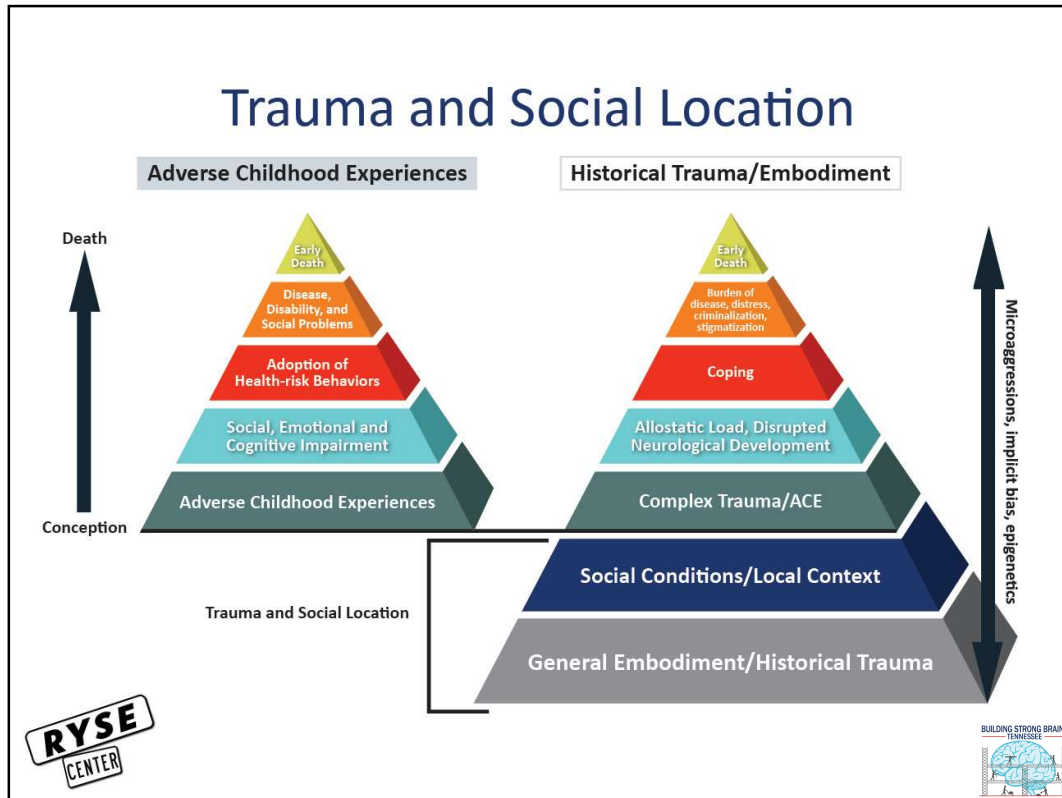 Trauma and Social Location
Adverse Childhood Experiences
Historical Trauma/Embodiment
Death
Conception
Early
Death
Disease,
Disability, and
Social Problems
Adoption of
Health-risk Behaviors
Social, Emotional and
Cognitive Impairment
Adverse Childhood Experiences
Early
Death
Burden of
disease, distress,
criminalization,
stigmatization
Coping
Allostatic Load, Disrupted
Neurological Development
Complex Trauma/ACE
Social Conditions/Local Context
General Embodiment/Historical Trauma
Trauma and Social Location
Microaggressions, implicit bias, epigenetics
RYSE
CENTER
BUILDING STRONG BRAIN
TENNESSEE